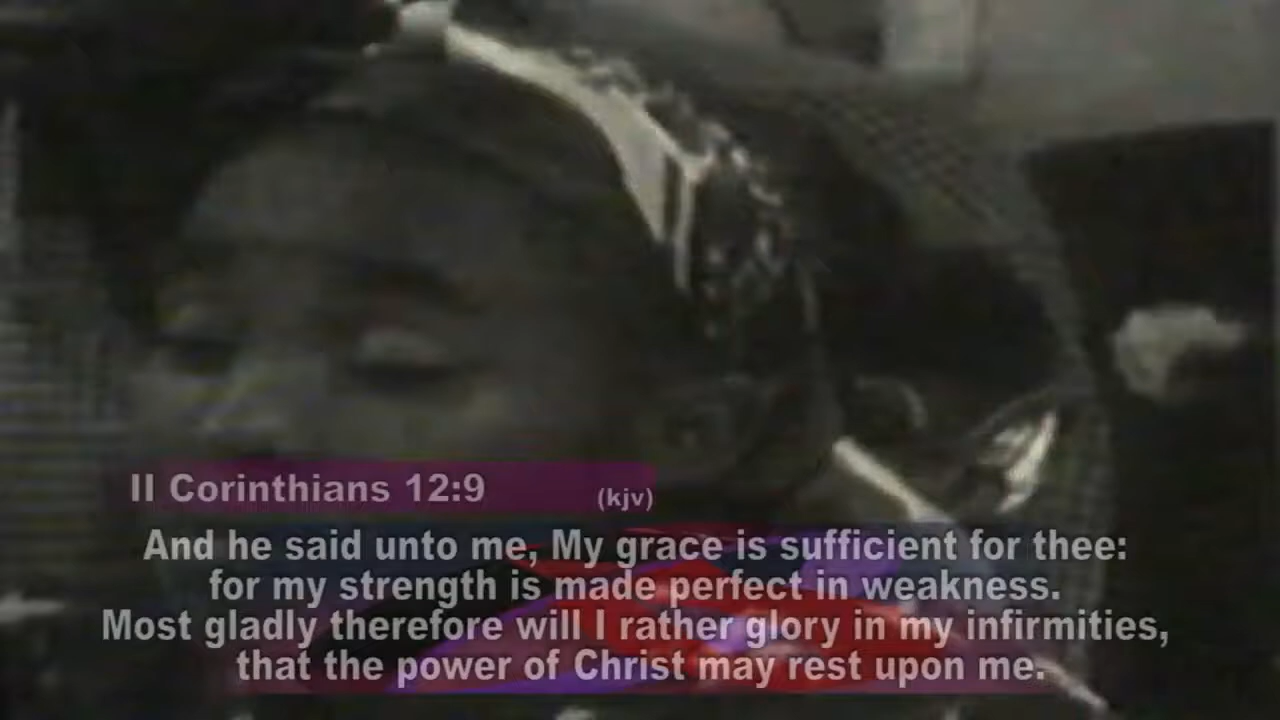 II Corinthians 12:9 (kjv)
And he said unto me, My grace is sufficient for thee:
for my strength is made perfect in weakness.
Most gladly therefore will I rather glory in my infirmities,
that the power of Christ may rest upon me.